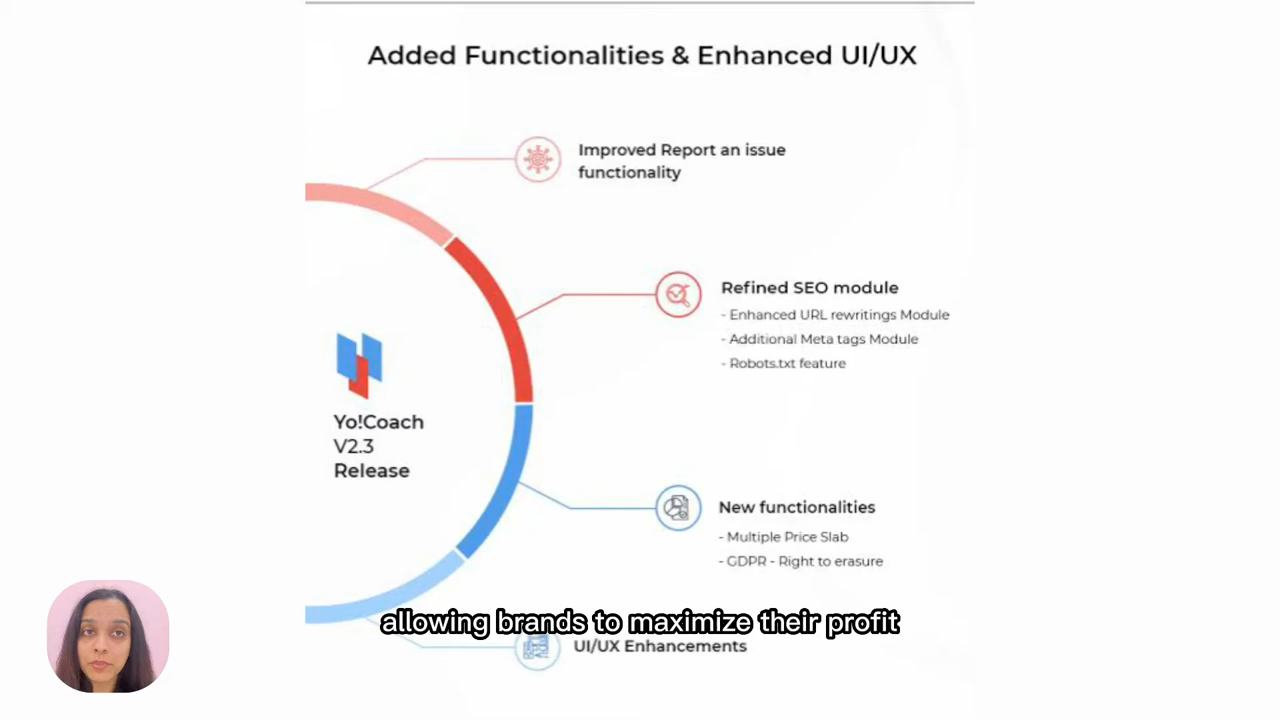 Added Functionalities & Enhanced UI/UX
Improved Report an issue
functionality
Refined SEO module
- Enhanced URL rewritings Module
- Additional Meta tags Module
- Robots.txt feature
Yo!Coach
V2.3
Release
New functionalities
- Multiple Price Slab
- GDPR - Right to erasure
allowing brands to maximize their profit
UI/UX Enhancements